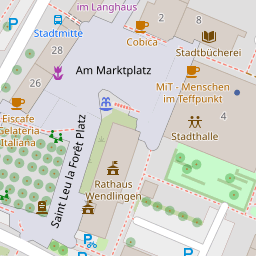 im Langhaus
Stadtmitte
2
8
Cobica
Stadtbücherei
28
26
Am Marktplatz
MiT - Menschen
im Teffpunkt
4
Eiscafe
Gelateria
Italiana
Stadthalle
Saint Leu la Forêt Platz
Rathaus
Wendlingen
P
P